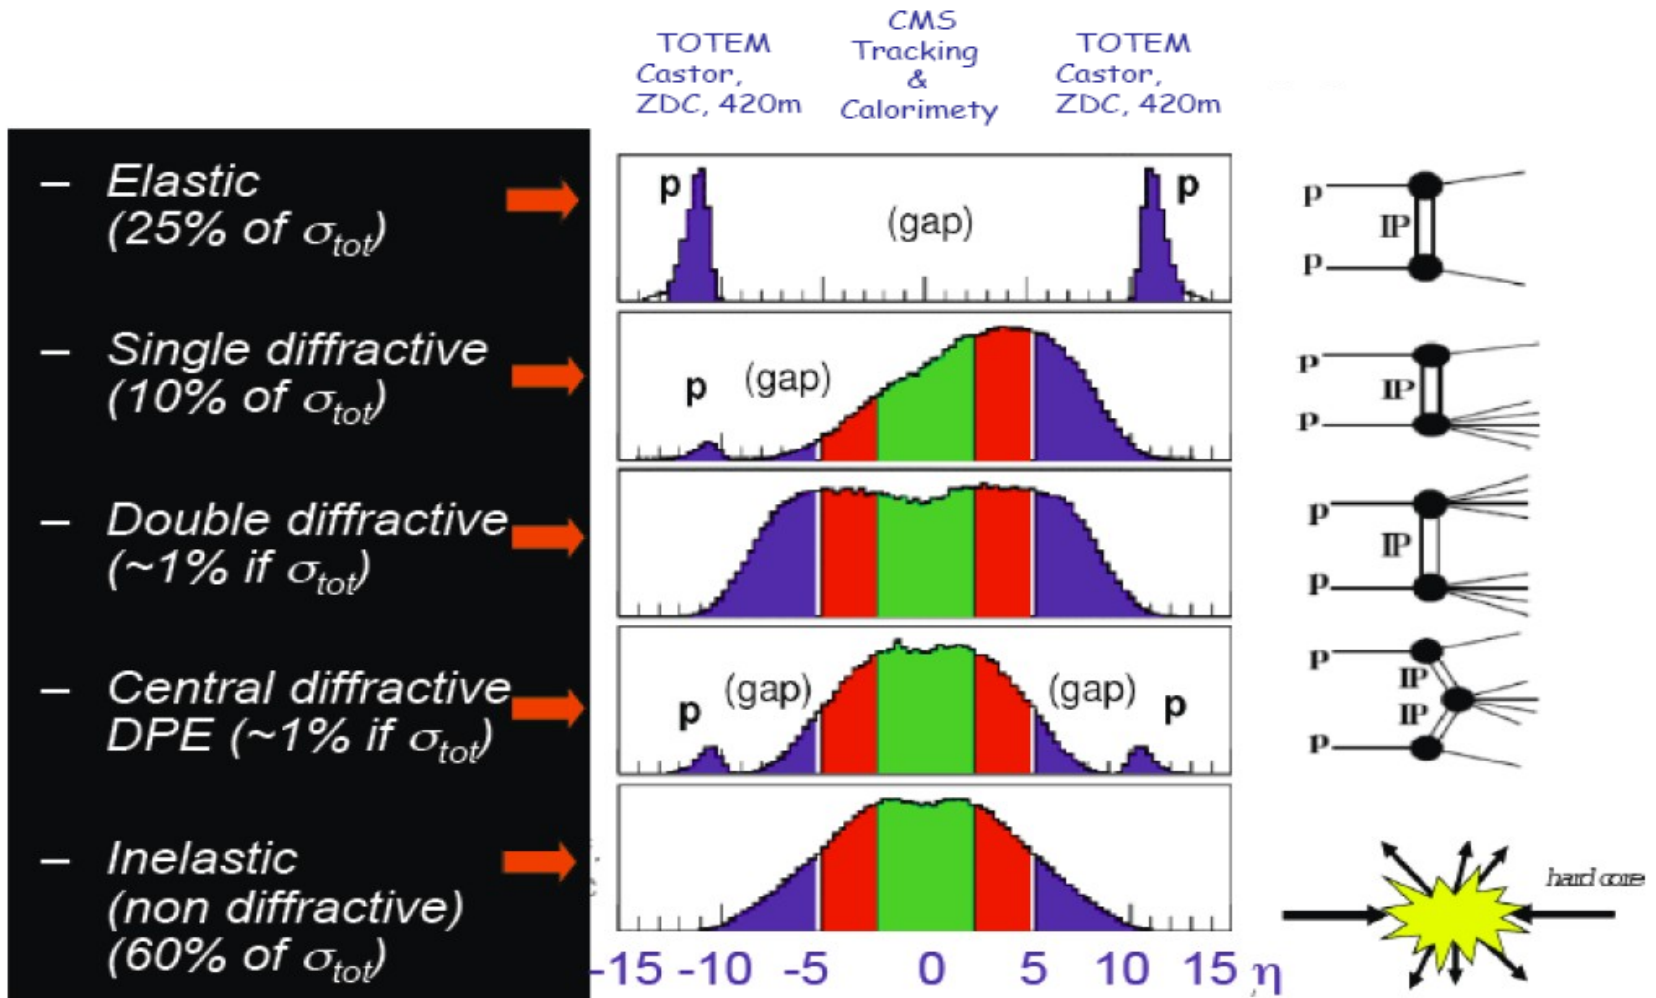 TOTEM
Castor,
ZDC, 420m
CMS
Tracking
&
Calorimety
TOTEM
Castor,
ZDC, 420m
– Elastic
(25% of σtot)
p
(gap)
p
p
IP
p
– Single diffractive
(10% of σtot)
p
(gap)
p
IP
p
– Double diffractive
(~1% if σtot)
p
IP
p
– Central diffractive
DPE (~1% if σtot)
p
(gap)
(gap)
p
p
IP
IP
p
– Inelastic
(non diffractive)
(60% of σtot)
hard core
-15 -10 -5 0 5 10 15 η